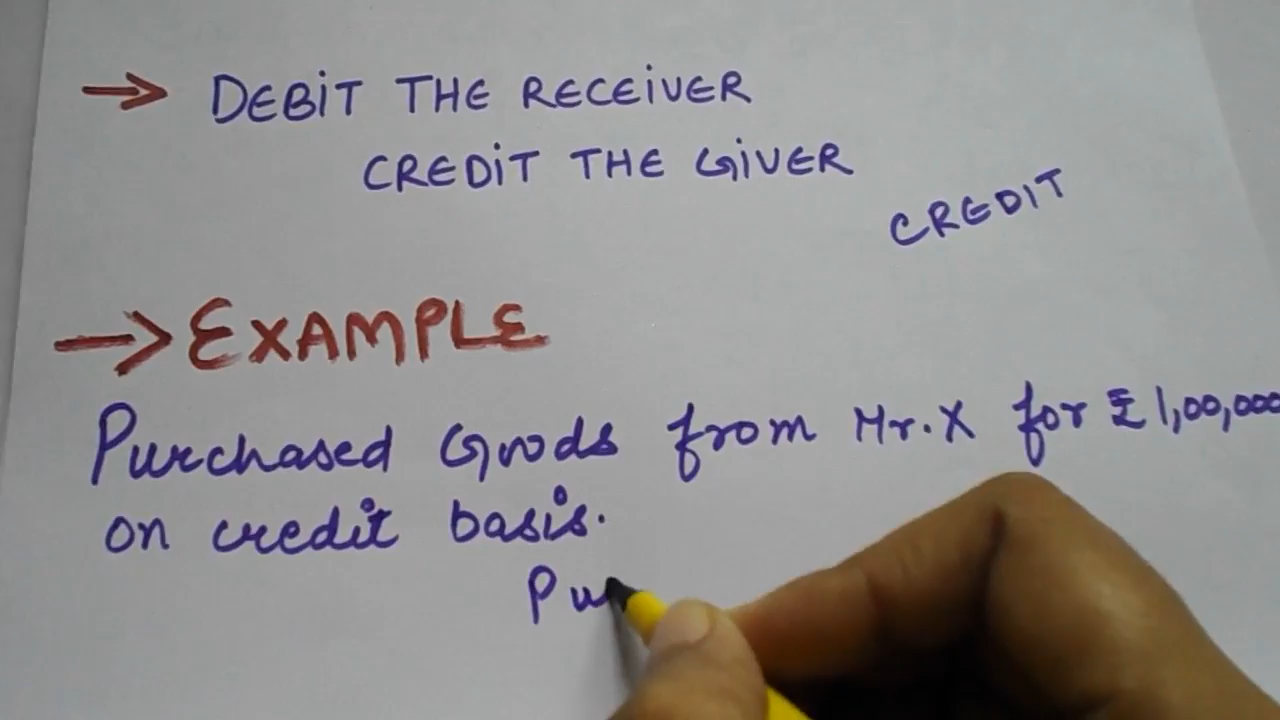 → DEBIT THE RECEIVER
CREDIT THE GIVER
CREDIT
→ EXAMPLE
Purchased Goods from Mr. X for ₹ 1,00,000
on credit basis.
Pu